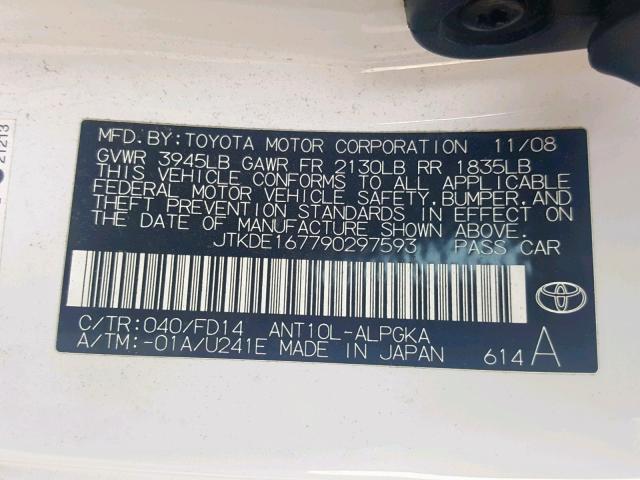 MFD. BY: TOYOTA MOTOR CORPORATION 11/08
GVWR 3945LB GAWR FR 2130LB RR 1835LB
THIS VEHICLE CONFORMS TO ALL APPLICABLE
FEDERAL MOTOR VEHICLE SAFETY, BUMPER, AND
THEFT PREVENTION STANDARDS IN EFFECT ON
THE DATE OF MANUFACTURE SHOWN ABOVE.
JTKDE167790297593 PASS CAR
C/TR: 040/FD14 ANT10L-ALPGKA
A/TM: -01A/U241E MADE IN JAPAN 614 A
21213